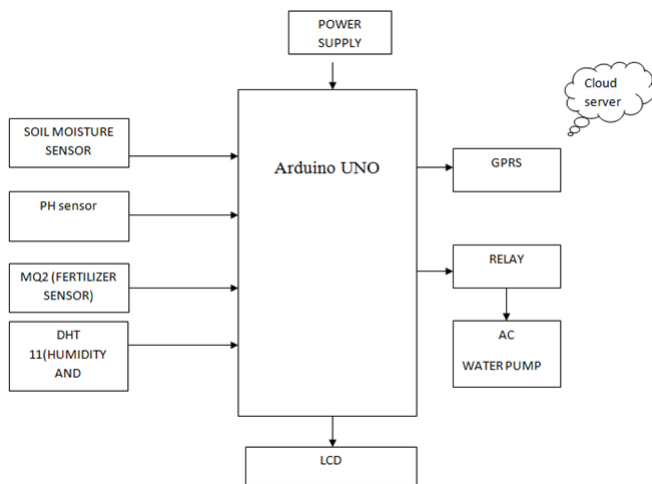 POWER
SUPPLY
Cloud
server
SOIL MOISTURE
SENSOR
Arduino UNO
GPRS
PH sensor
RELAY
MQ2 (FERTILIZER
SENSOR)
DHT
11(HUMIDITY
AND
AC
WATER PUMP
LCD